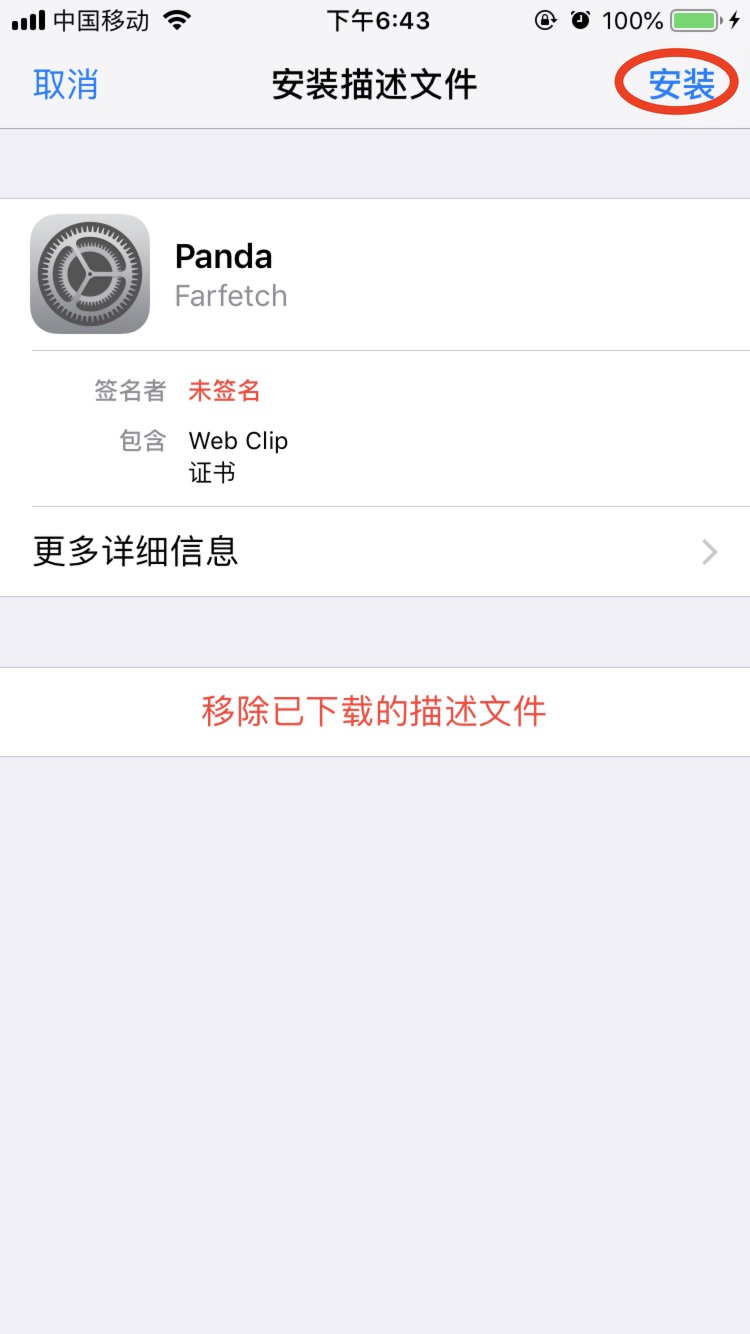 中国移动 下午6:43 100%
取消 安装描述文件 安装
Panda
Farfetch
签名者 未签名
包含 Web Clip
证书
更多详细信息
移除已下载的描述文件